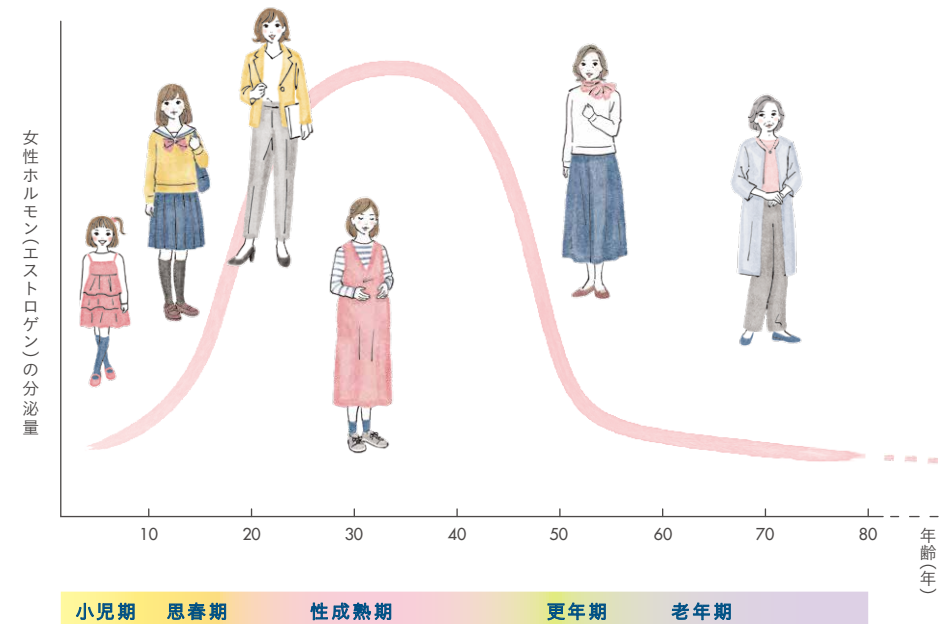 女性ホルモン(エストロゲン)の分泌量
10 20 30 40 50 60 70 80
年齢(年)
小児期 思春期 性成熟期 更年期 老年期